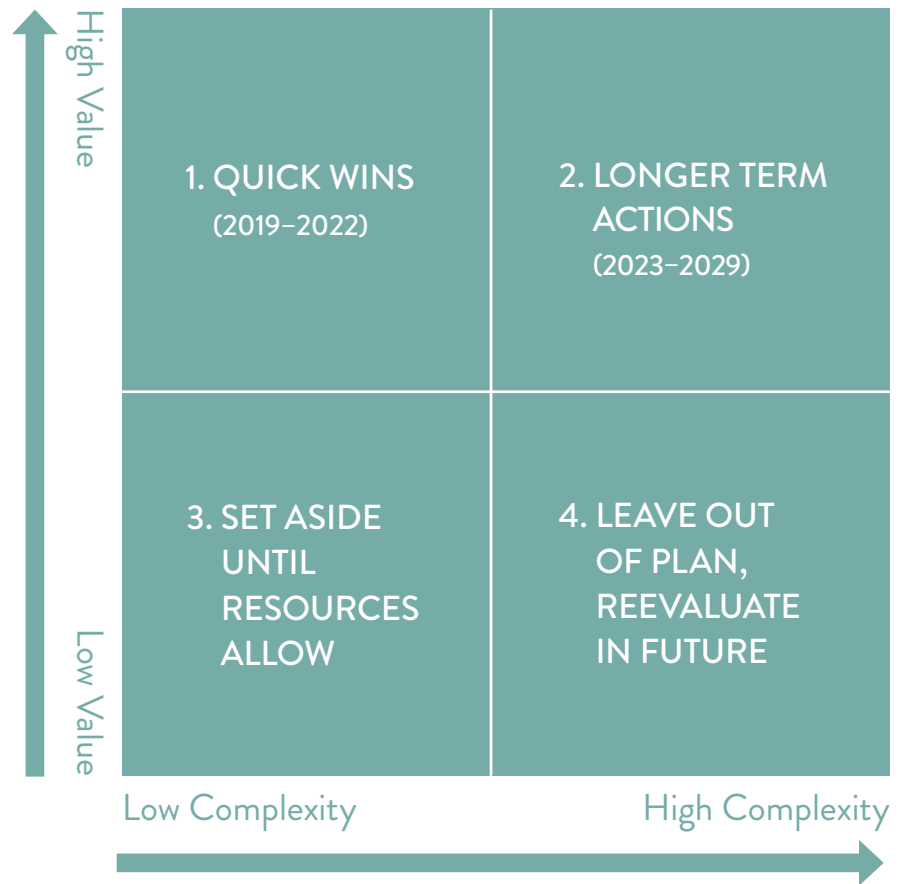 High Value
1. QUICK WINS
(2019–2022)
2. LONGER TERM
ACTIONS
(2023–2029)
3. SET ASIDE
UNTIL
RESOURCES
ALLOW
4. LEAVE OUT
OF PLAN,
REEVALUATE
IN FUTURE
Low Value
Low Complexity
High Complexity